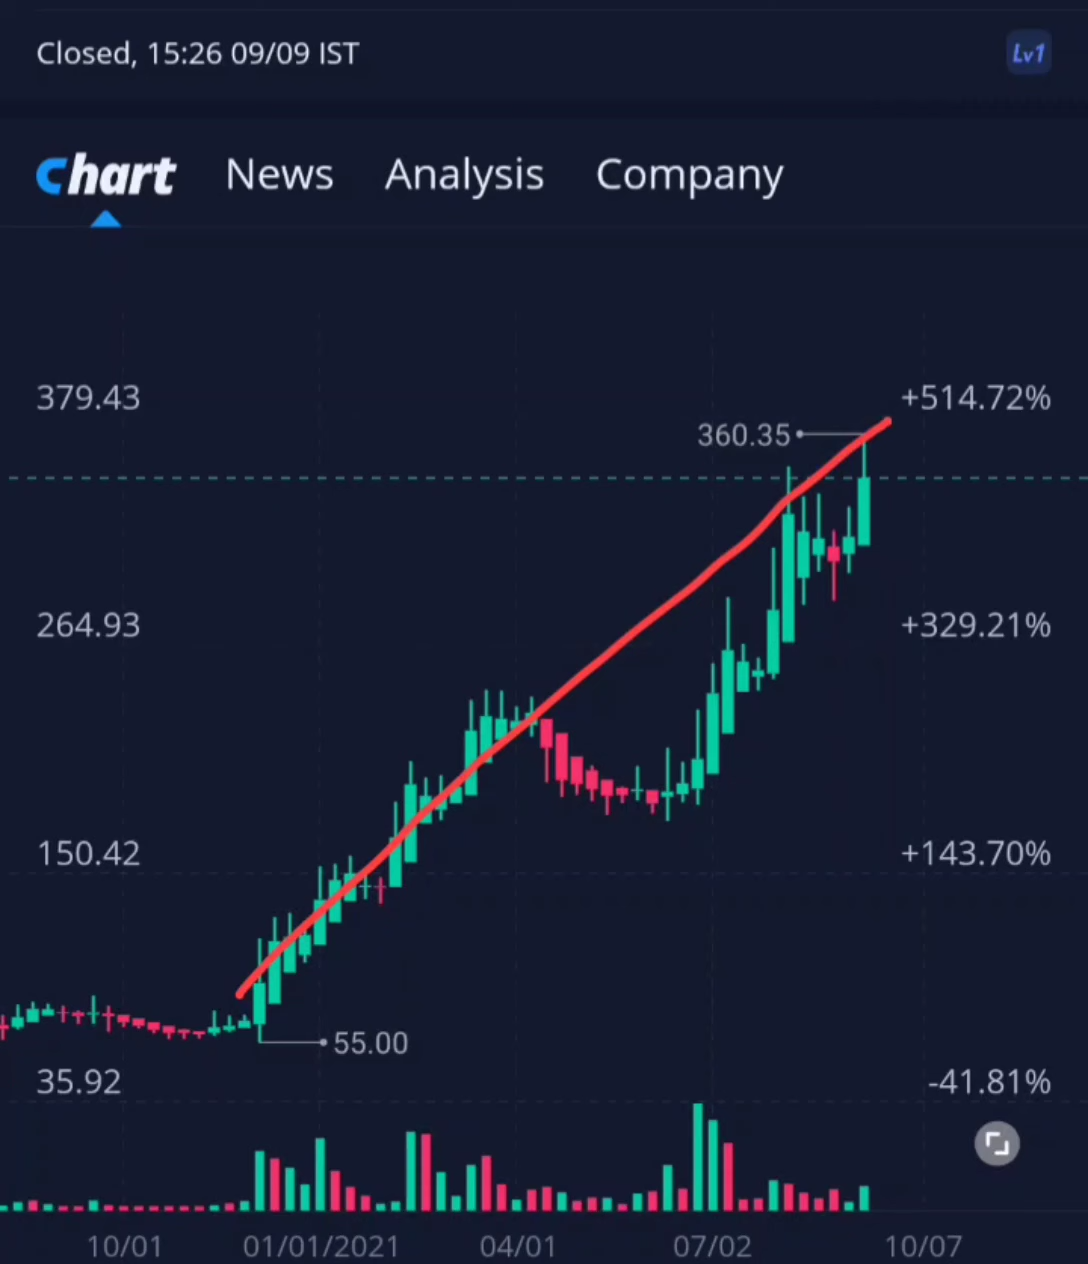 Closed, 15:26 09/09 IST
Lv1
Chart News Analysis Company
379.43 +514.72%
360.35
264.93 +329.21%
150.42 +143.70%
55.00
35.92 -41.81%
10/01 01/01/2021 04/01 07/02 10/07